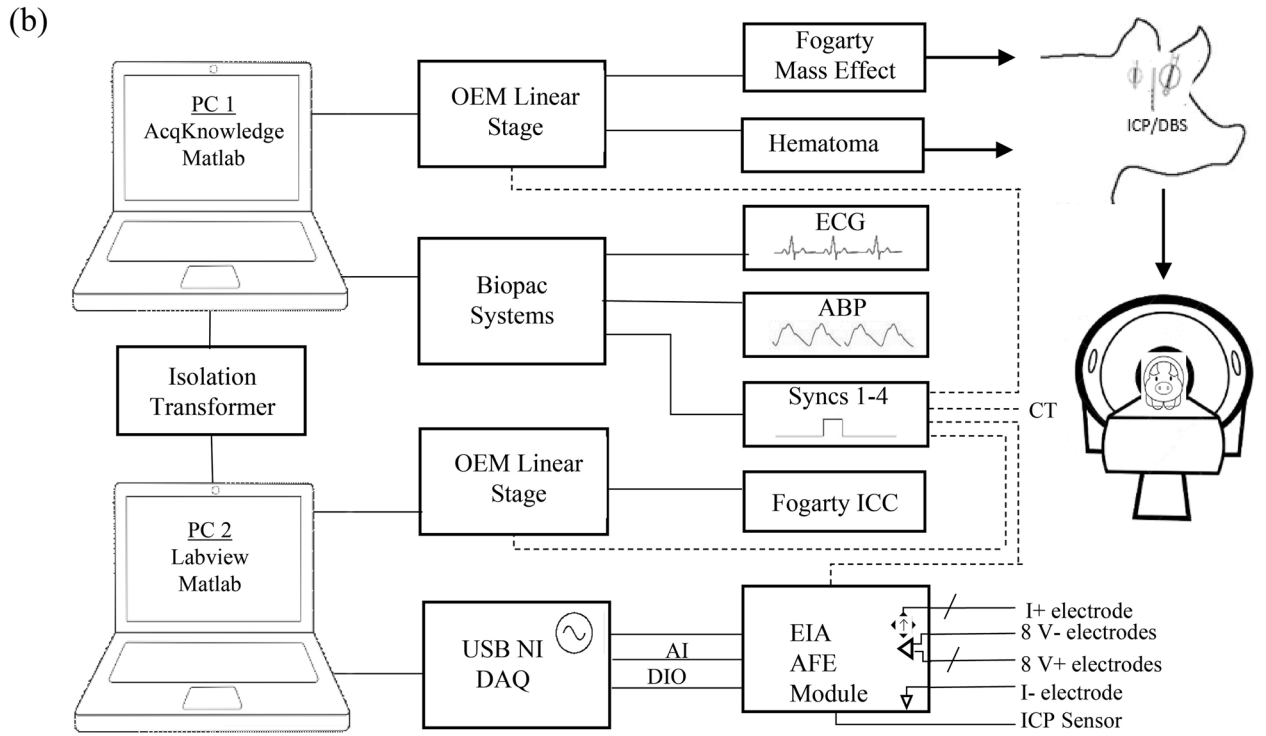 (b)
PC 1
AcqKnowledge
Matlab
OEM Linear
Stage
Fogarty
Mass Effect
Hematoma
ICP/DBS
Biopac
Systems
ECG
ABP
Syncs 1-4
CT
Isolation
Transformer
OEM Linear
Stage
Fogarty ICC
PC 2
Labview
Matlab
USB NI
DAQ
AI
DIO
EIA
AFE
Module
I+ electrode
8 V- electrodes
8 V+ electrodes
I- electrode
ICP Sensor